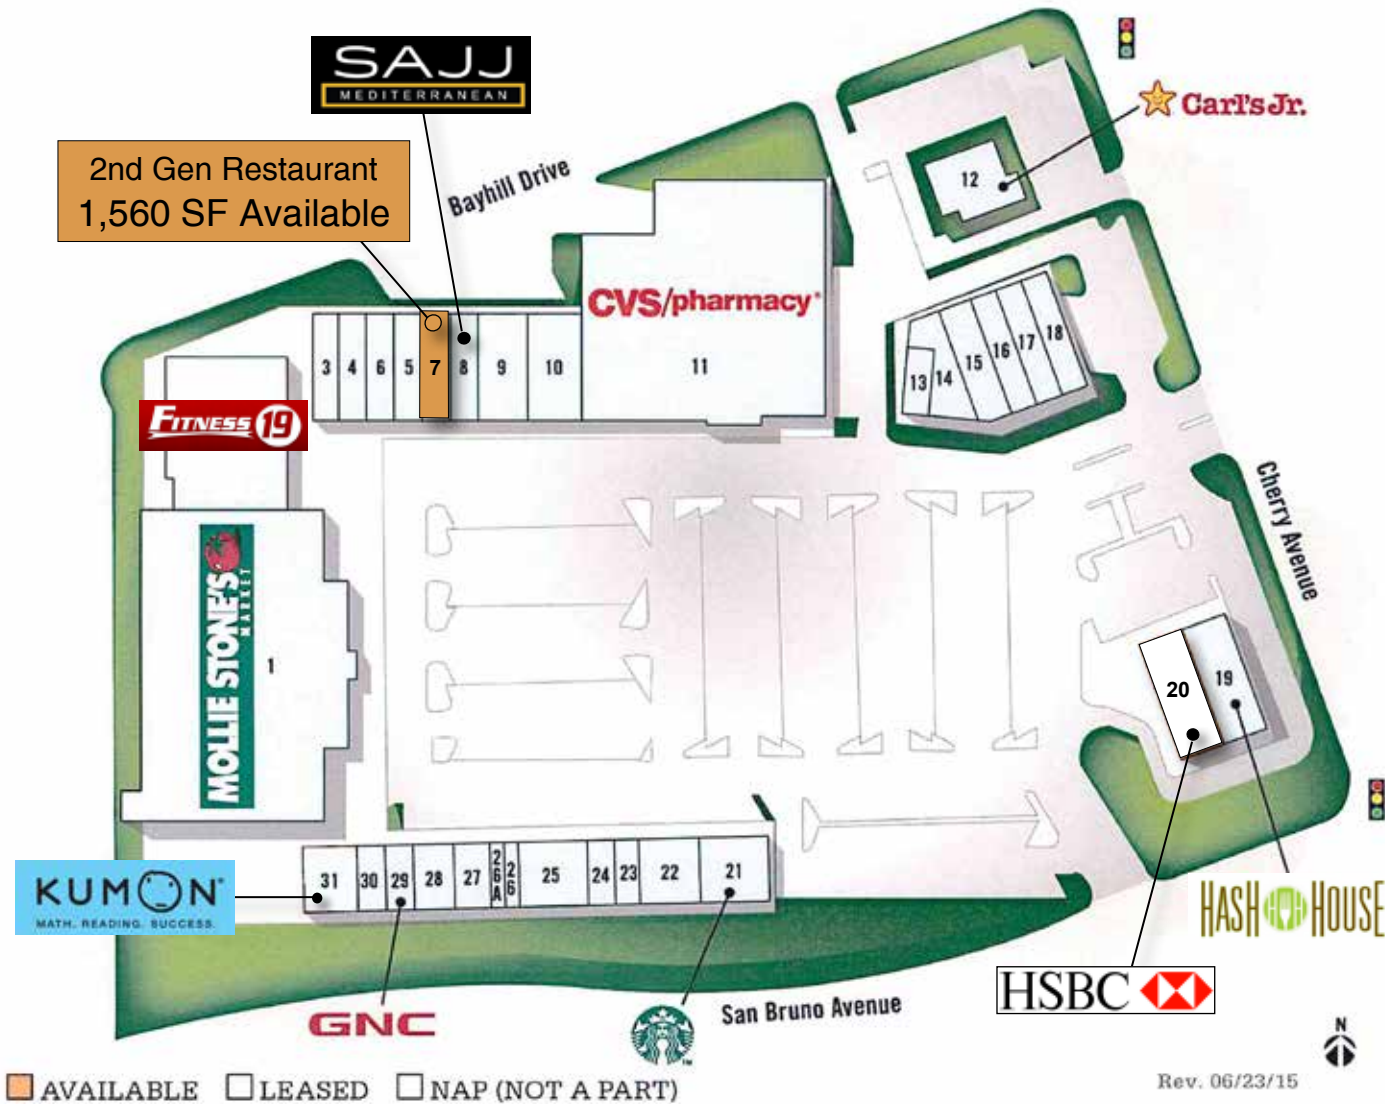 SAJJ
MEDITERRANEAN
2nd Gen Restaurant
1,560 SF Available
Bayhill Drive
Carl's Jr.
12
CVS/pharmacy
3 4 6 5 7 8 9 10 11
13 14 15 16 17 18
FITNESS 19
MOLLIE STONE'S
MARKET
1
Cherry Avenue
20 19
31 30 29 28 27 26A 26 25 24 23 22 21
KUMON
MATH. READING. SUCCESS.
HASH HH HOUSE
HSBC
GNC
San Bruno Avenue
N
AVAILABLE LEASED NAP (NOT A PART)
Rev. 06/23/15